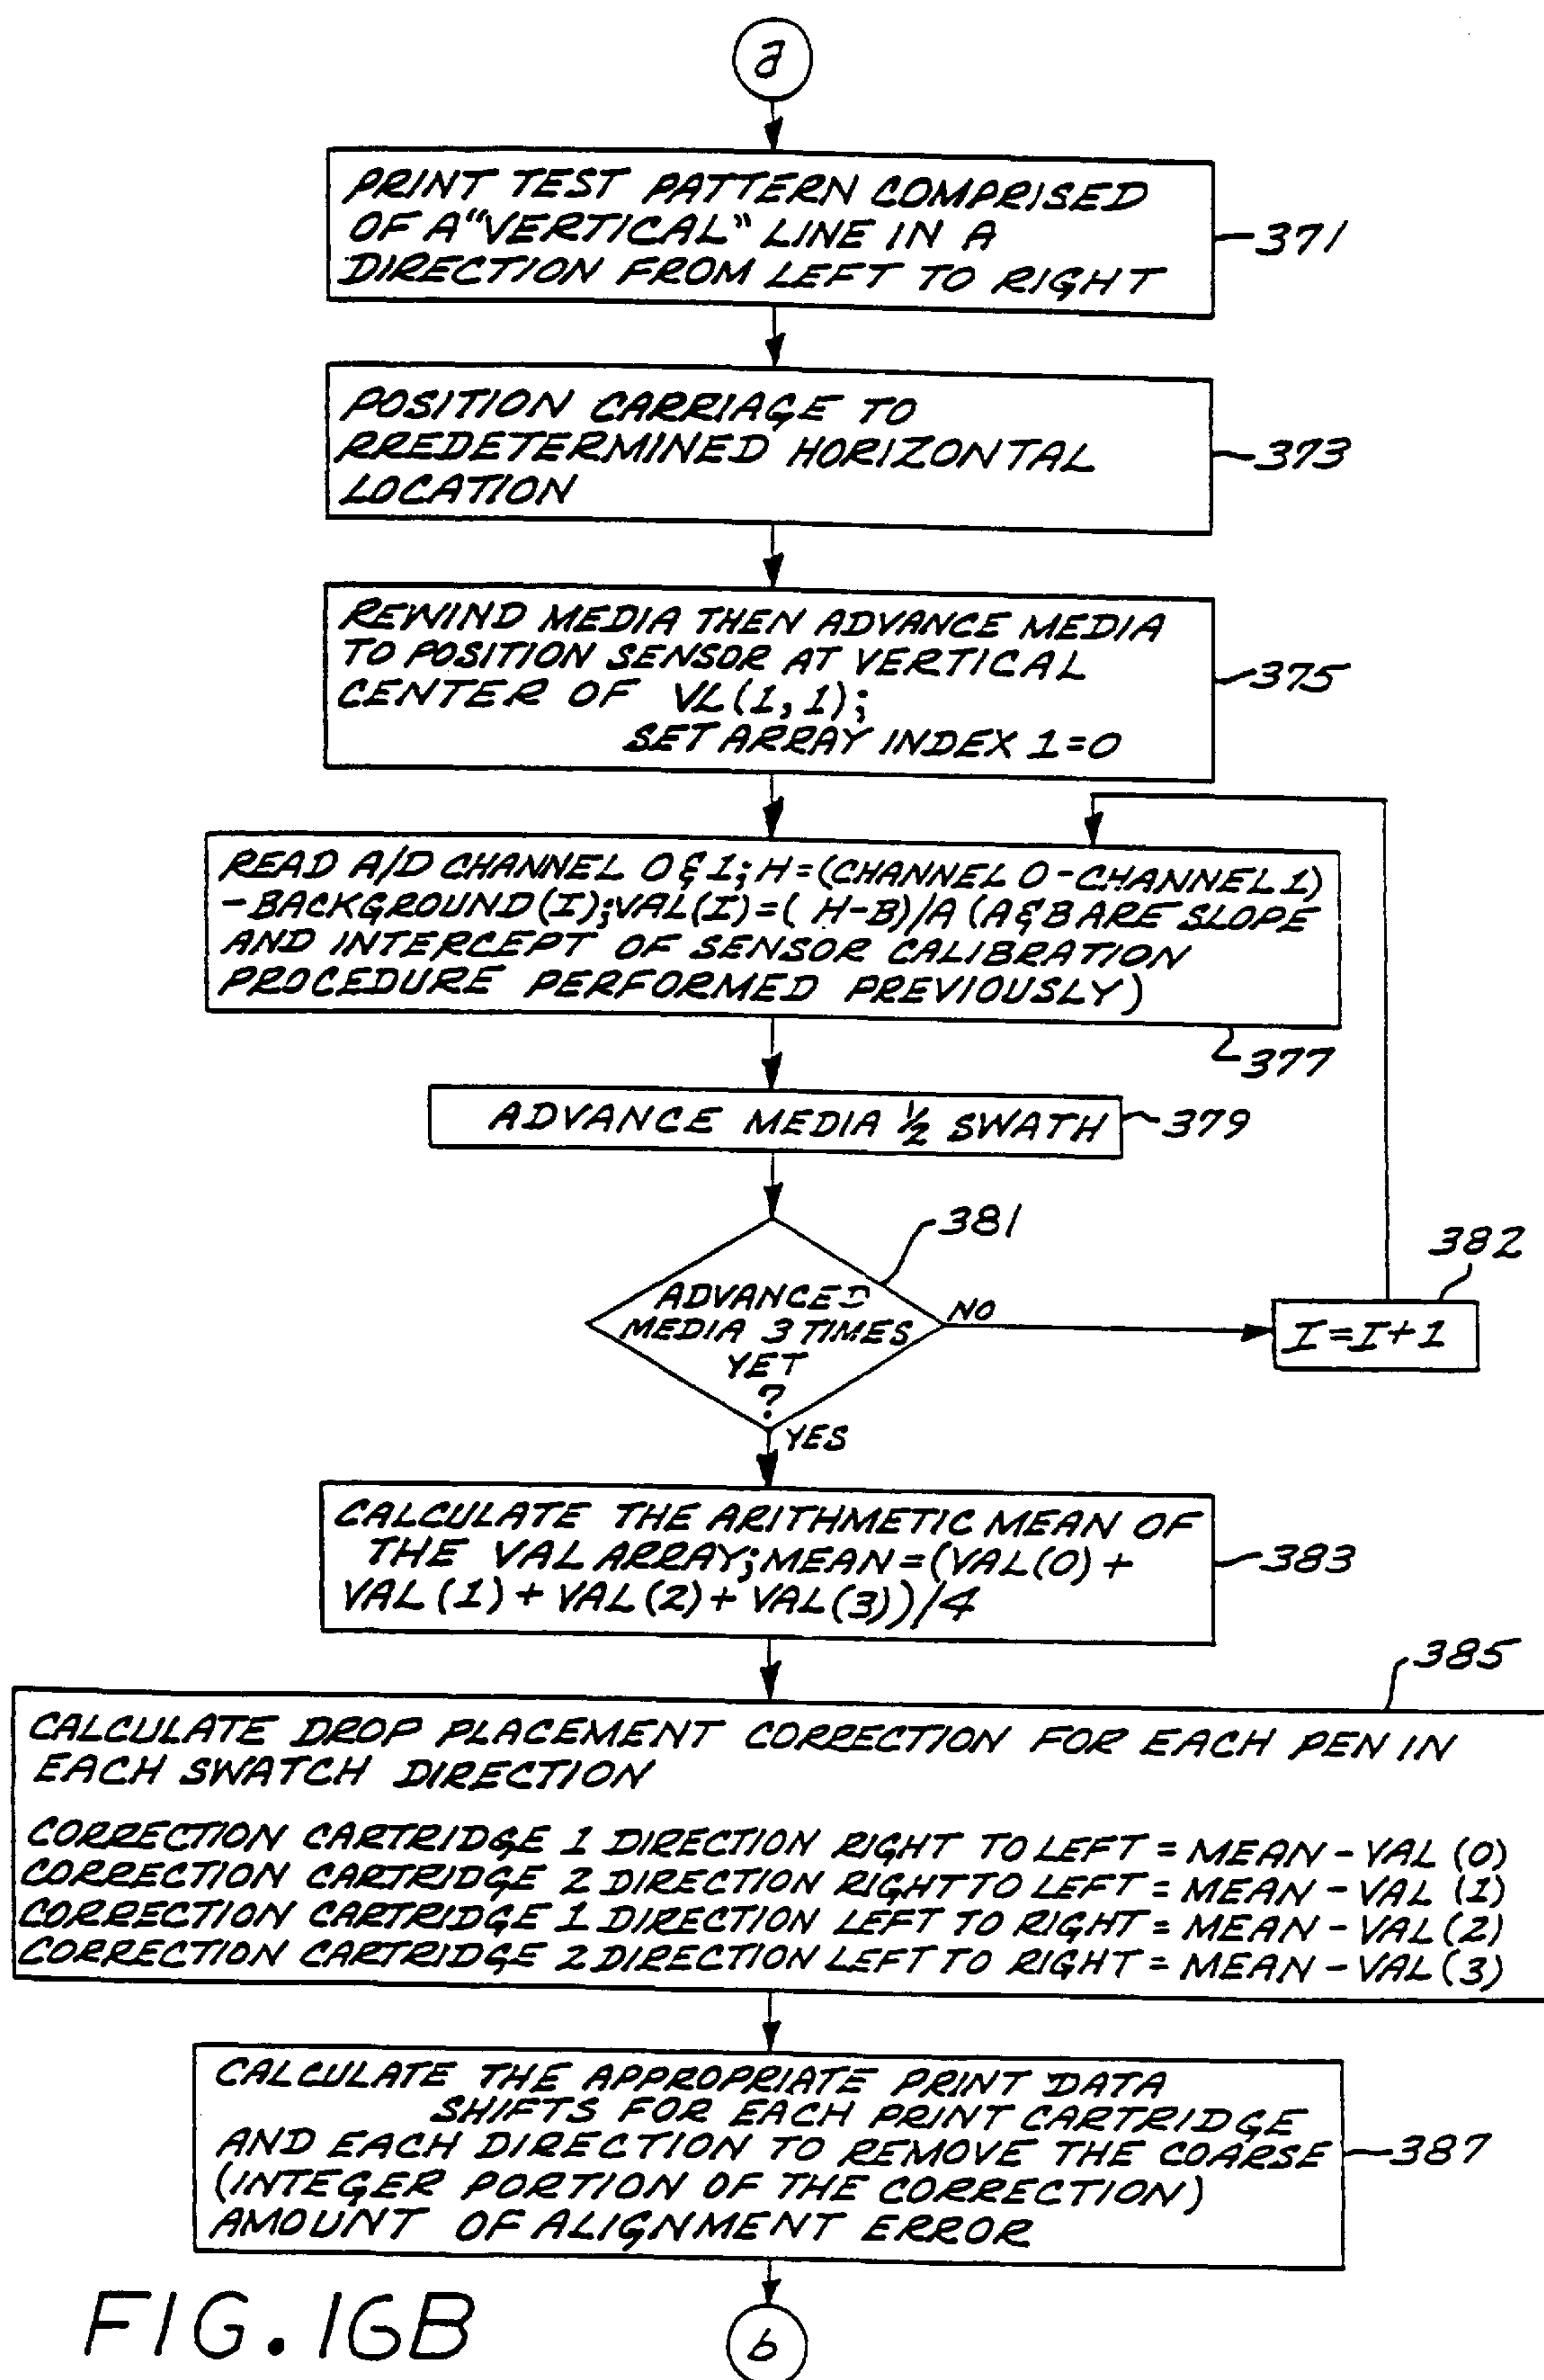 a
PRINT TEST PATTERN COMPRISED
OF A "VERTICAL" LINE IN A
DIRECTION FROM LEFT TO RIGHT
371
POSITION CARRIAGE TO
RREDETERMINED HORIZONTAL
LOCATION
373
REWIND MEDIA THEN ADVANCE MEDIA
TO POSITION SENSOR AT VERTICAL
CENTER OF VL(1,1);
SET ARRAY INDEX 1=0
375
READ A/D CHANNEL 0 & 1; H=(CHANNEL 0-CHANNEL 1)
-BACKGROUND(I); VAL(I)=( H-B)/A (A & B ARE SLOPE
AND INTERCEPT OF SENSOR CALIBRATION
PROCEDURE PERFORMED PREVIOUSLY)
377
ADVANCE MEDIA ½ SWATH
379
381
ADVANCED
MEDIA 3 TIMES
YET
?
NO
382
I=I+1
YES
CALCULATE THE ARITHMETIC MEAN OF
THE VAL ARRAY; MEAN=(VAL(0)+
VAL(1)+VAL(2)+VAL(3))/4
383
385
CALCULATE DROP PLACEMENT CORRECTION FOR EACH PEN IN
EACH SWATCH DIRECTION
CORRECTION CARTRIDGE 1 DIRECTION RIGHT TO LEFT = MEAN-VAL (0)
CORRECTION CARTRIDGE 2 DIRECTION RIGHT TO LEFT = MEAN-VAL (1)
CORRECTION CARTRIDGE 1 DIRECTION LEFT TO RIGHT = MEAN-VAL(2)
CORRECTION CARTRIDGE 2 DIRECTION LEFT TO RIGHT = MEAN-VAL(3)
CALCULATE THE APPROPRIATE PRINT DATA
SHIFTS FOR EACH PRINT CARTRIDGE
AND EACH DIRECTION TO REMOVE THE COARSE
(INTEGER PORTION OF THE CORRECTION)
AMOUNT OF ALIGNMENT ERROR
387
b
FIG. 16B